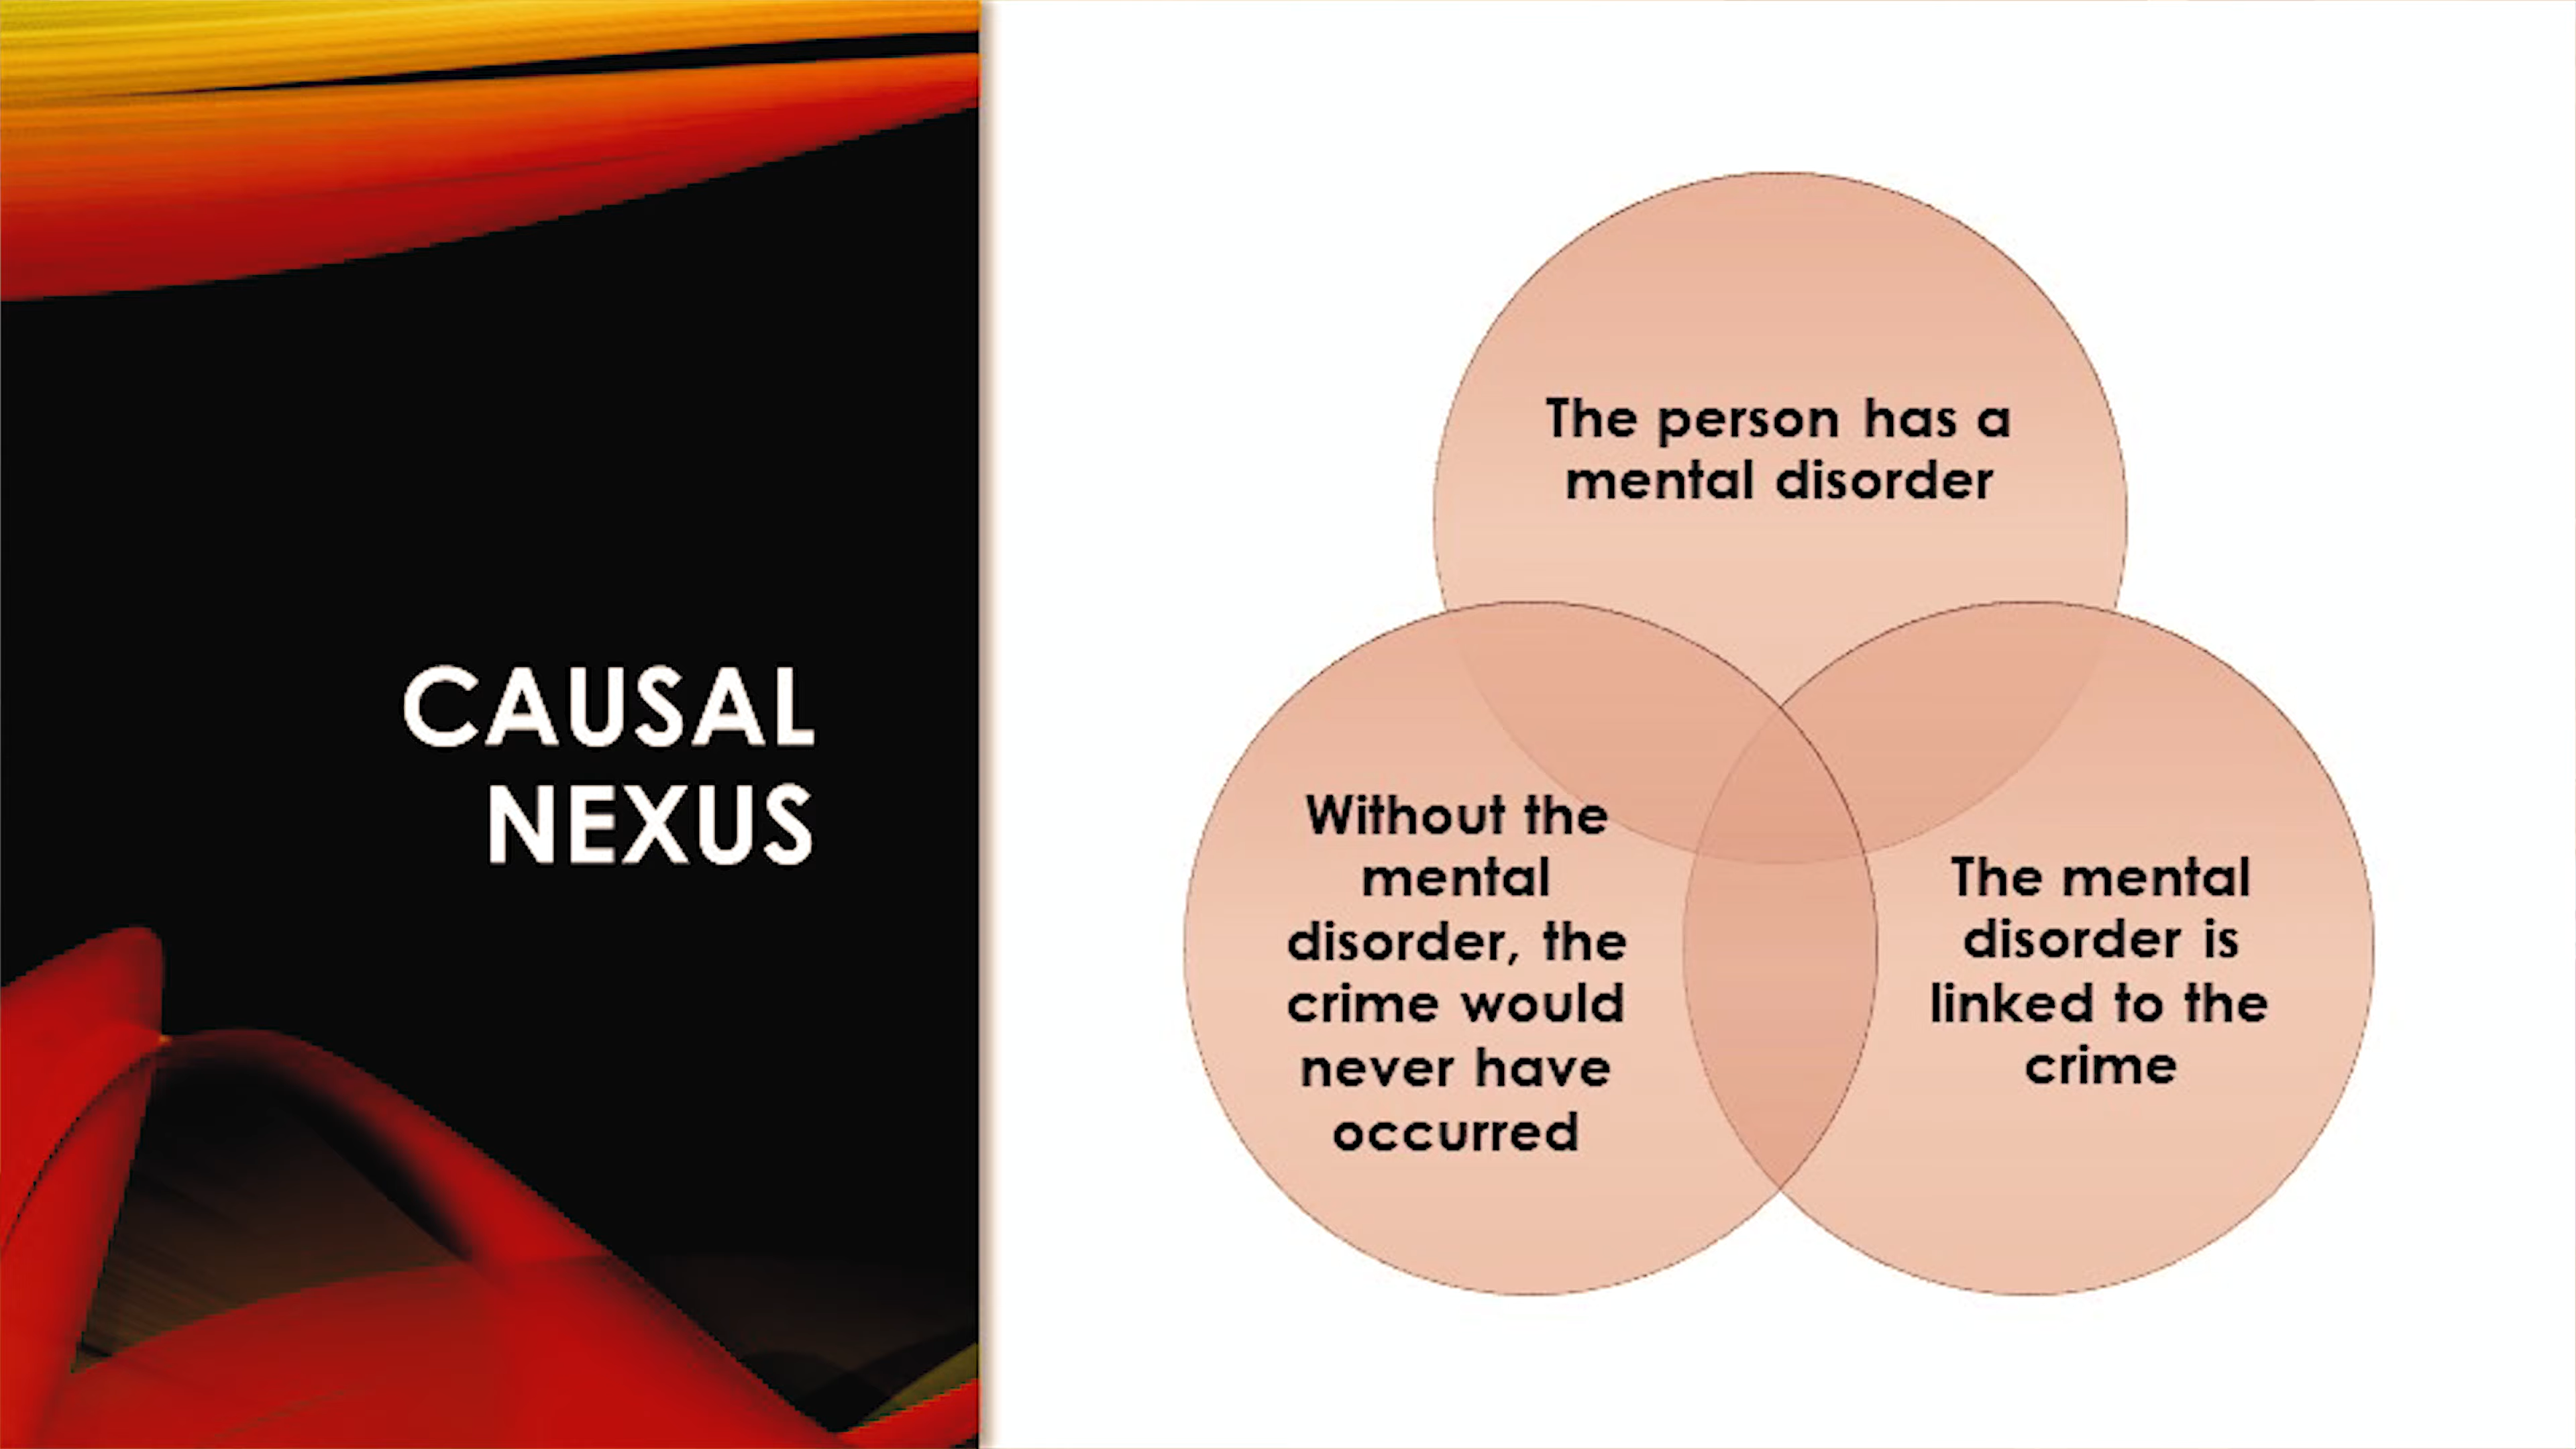 CAUSAL
NEXUS
The person has a
mental disorder
Without the
mental
disorder, the
crime would
never have
occurred
The mental
disorder is
linked to the
crime